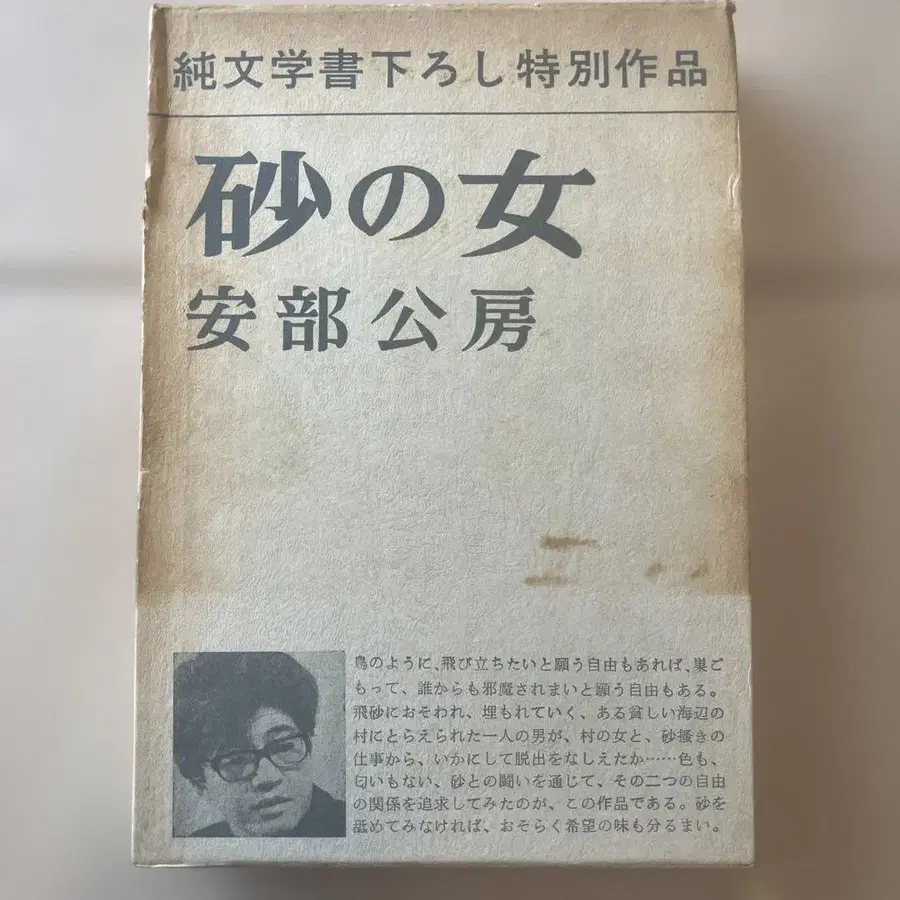 純文学書下ろし特別作品
砂の女
安部公房
鳥のように、飛び立ちたいと願う自由もあれば、巣ご
もって、誰からも邪魔されまいと願う自由もある。
飛砂におそわれ、埋もれていく、ある貧しい海辺の
村にとらえられた一人の男が、村の女と、砂掻きの
仕事から、いかにして脱出をなしえたか……色も、
匂いもない、砂との闘いを通じて、その二つの自由
の関係を追求してみたのが、この作品である。砂を
舐めてみなければ、おそらく希望の味も分るまい。